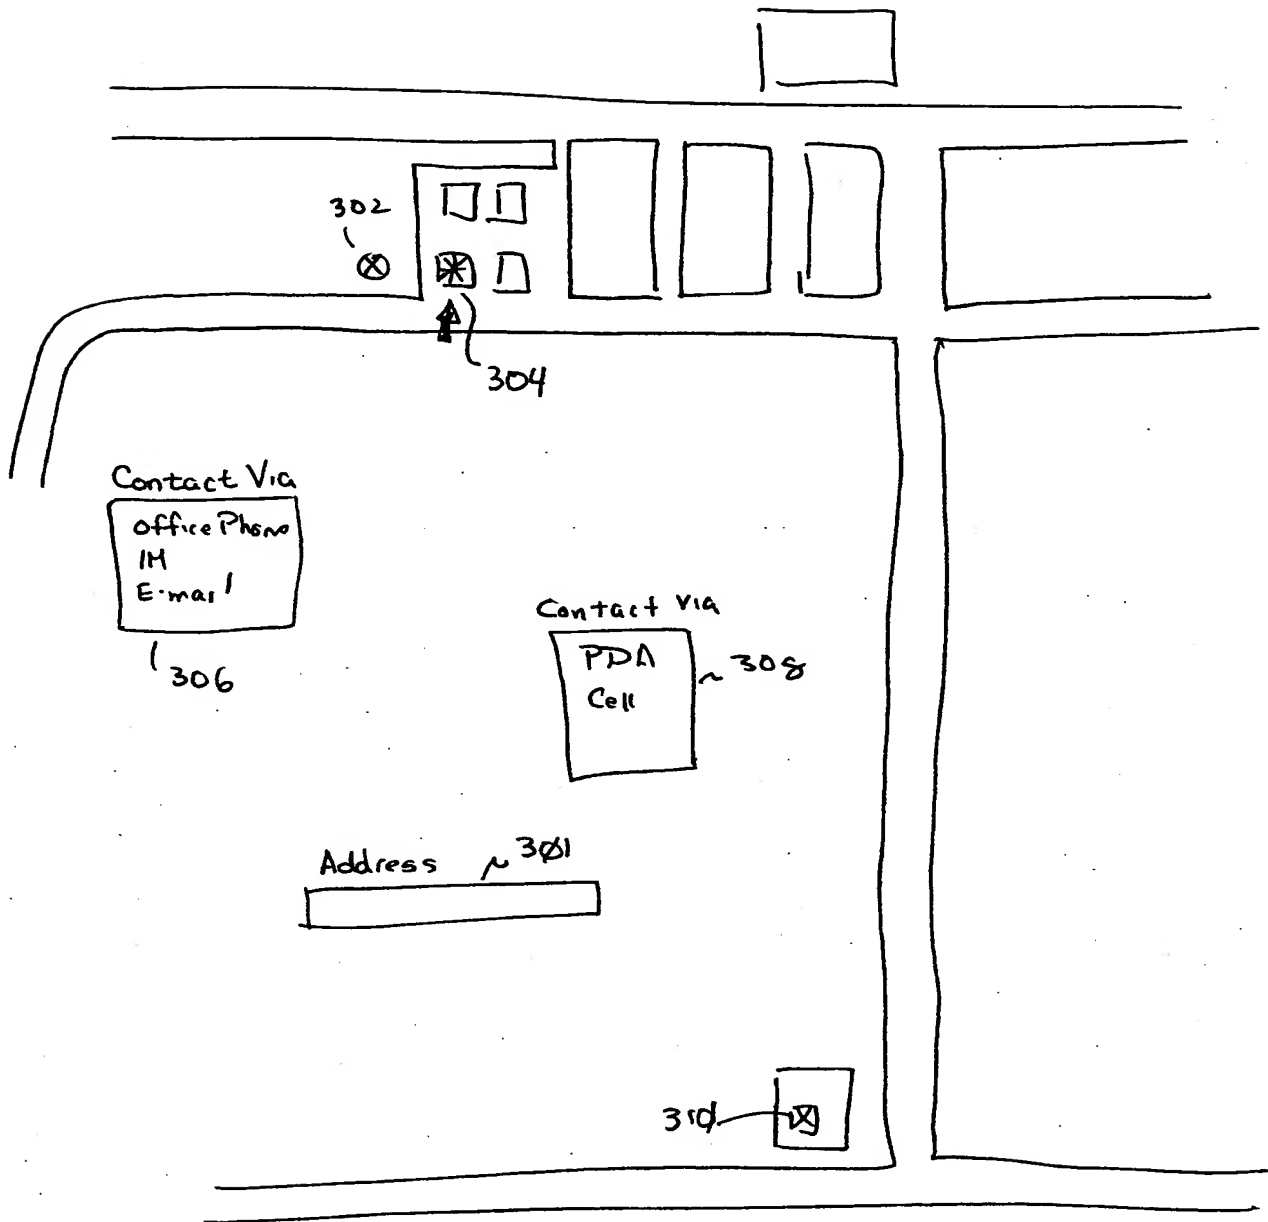 302
304
Contact Via
Office Phone
IM
E-mail
306
Contact via
PDA
Cell
308
Address
301
310